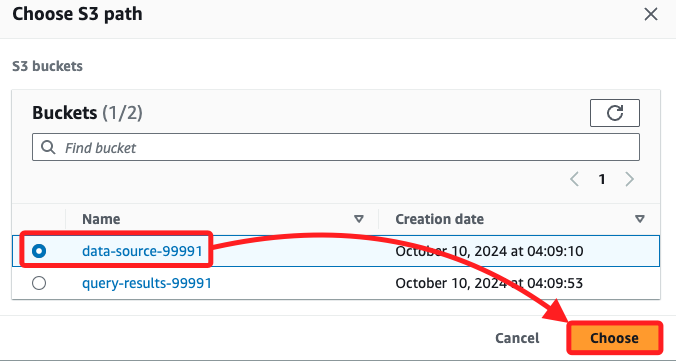 Choose S3 path
S3 buckets
Buckets (1/2)
Find bucket
1
Name Creation date
data-source-99991 October 10, 2024 at 04:09:10
query-results-99991 October 10, 2024 at 04:09:53
Cancel Choose